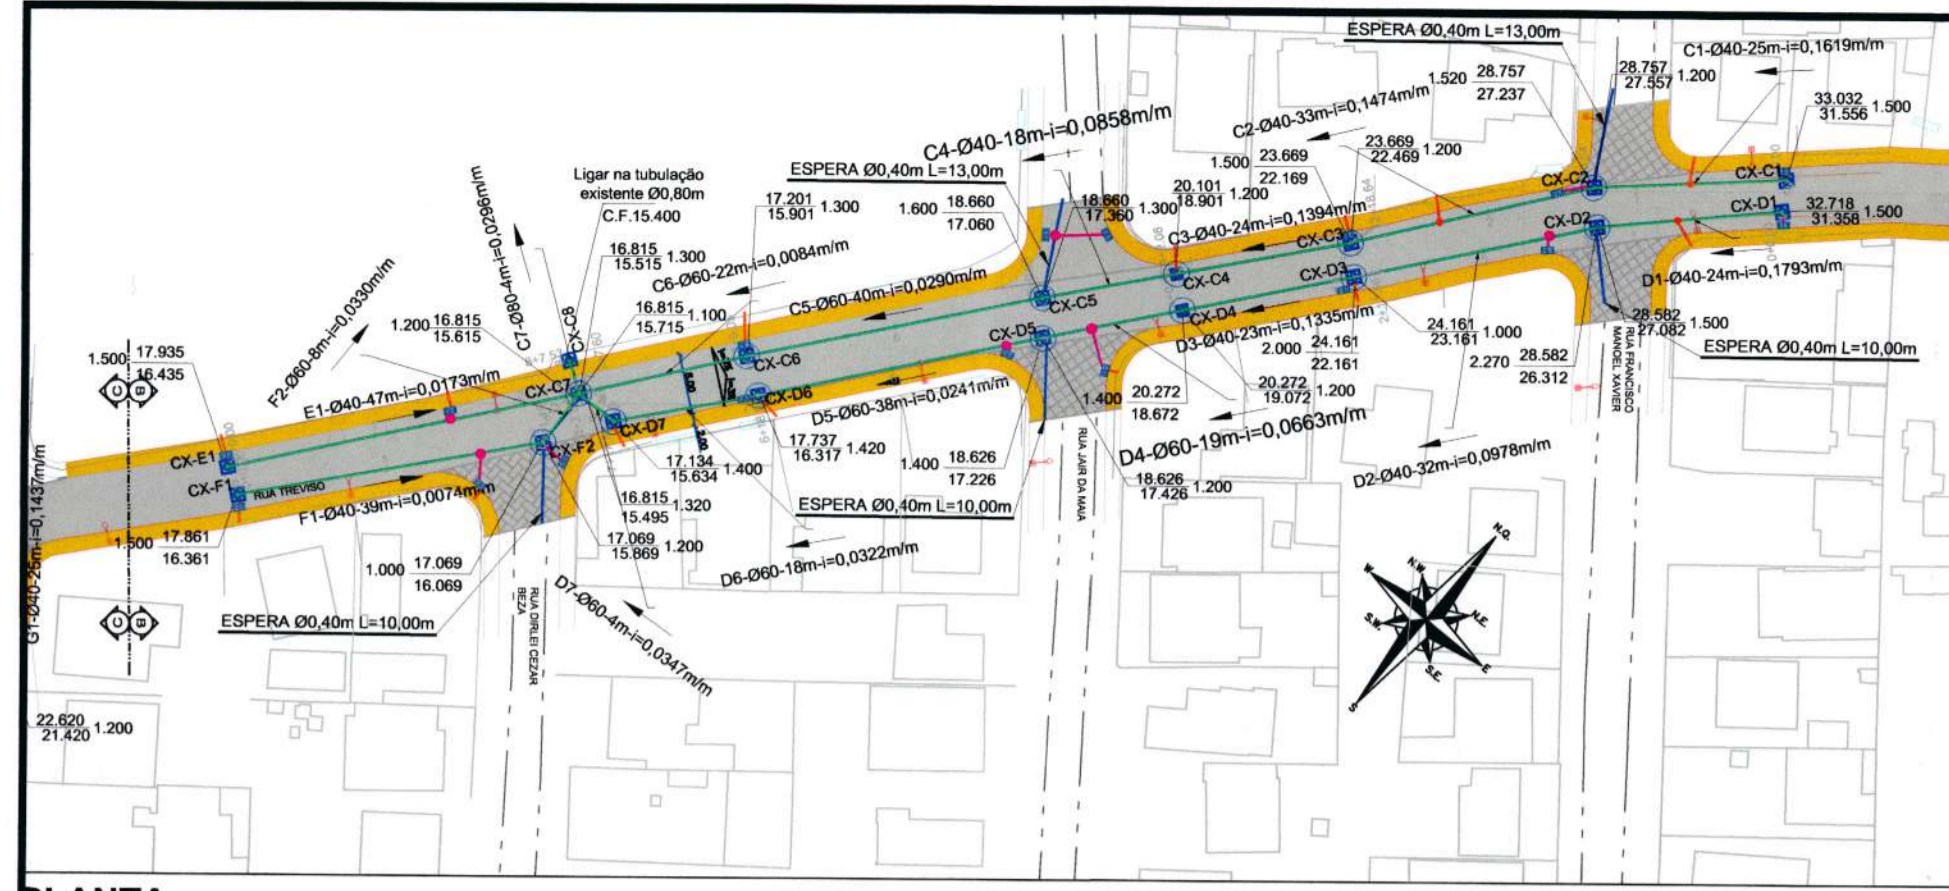 ESPERA Ø0,40m L=13,00m
C1-Ø40-25m-i=0,1619m/m
28.757
1.520
27.237
28.757
27.557 1.200
33.032
31.556 1.500
C2-Ø40-33m-i=0,1474m/m
C4-Ø40-18m-i=0,0858m/m
23.669
22.469 1.200
1.500 23.669
22.169
ESPERA Ø0,40m L=13,00m
Ligar na tubulação
existente Ø0,80m
C.F.15.400
C7-Ø80-4m-i=0,0296m/m
17.201
15.901 1.300
18.660
1.600
17.060
18.660
17.360 1.300
20.101
18.901 1.200
C3-Ø40-24m-i=0,1394m/m
CX-C1
CX-C2
CX-D1
CX-D2
32.718
31.358 1.500
D1-Ø40-24m-i=0,1793m/m
CX-C3
CX-D3
CX-C4
CX-D4
CX-C5
CX-D5
16.815
15.515 1.300
C6-Ø60-22m-i=0,0084m/m
C5-Ø60-40m-i=0,0290m/m
16.815
15.715 1.100
F2-Ø60-8m-i=0,0330m/m
1.200 16.815
15.615
CX-C8
CX-C6
CX-C7
CX-D6
CX-D7
1.500 17.935
16.435
E1-Ø40-47m-i=0,0173m/m
D3-Ø40-23m-i=0,1335m/m
24.161
23.161 1.000
2.000 24.161
22.161
28.582
27.082 1.500
2.270 28.582
26.312
ESPERA Ø0,40m L=10,00m
RUA FRANCISCO
MANOEL XAVIER
D5-Ø60-38m-i=0,0241m/m
20.272
19.072 1.200
1.400 20.272
18.672
D4-Ø60-19m-i=0,0663m/m
D2-Ø40-32m-i=0,0978m/m
17.737
16.317 1.420
18.626
1.400
17.226
18.626
17.426 1.200
RUA JAIR DA MAIA
CX-E1
CX-F1
CX-F2
RUA TREVISO
F1-Ø40-39m-i=0,0074m/m
17.134
15.634 1.400
16.815
15.495 1.320
17.069
15.869 1.200
ESPERA Ø0,40m L=10,00m
D6-Ø60-18m-i=0,0322m/m
G1-Ø40-25m-i=0,1437m/m
C B
1.500 17.861
16.361
1.000 17.069
16.069
ESPERA Ø0,40m L=10,00m
RUA DIRLEI CEZAR
BEZA
D7-Ø60-4m-i=0,0347m/m
C B
N.O.
N.W
W
N.E.
S.W.
E
S.E.
S
22.620
21.420 1.200
PLANTA